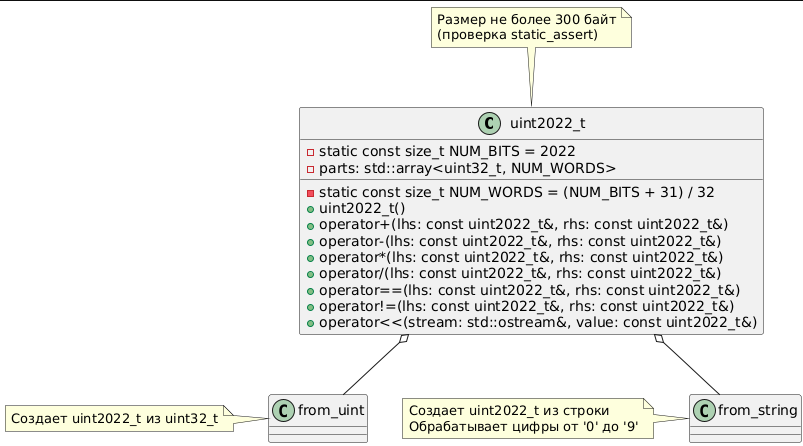 Размер не более 300 байт
(проверка static_assert)
C uint2022_t
static const size_t NUM_BITS = 2022
parts: std::array<uint32_t, NUM_WORDS>
static const size_t NUM_WORDS = (NUM_BITS + 31) / 32
uint2022_t()
operator+(lhs: const uint2022_t&, rhs: const uint2022_t&)
operator-(lhs: const uint2022_t&, rhs: const uint2022_t&)
operator*(lhs: const uint2022_t&, rhs: const uint2022_t&)
operator/(lhs: const uint2022_t&, rhs: const uint2022_t&)
operator==(lhs: const uint2022_t&, rhs: const uint2022_t&)
operator!=(lhs: const uint2022_t&, rhs: const uint2022_t&)
operator<<(stream: std::ostream&, value: const uint2022_t&)
Создает uint2022_t из uint32_t
C from_uint
Создает uint2022_t из строки
Обрабатывает цифры от '0' до '9'
C from_string